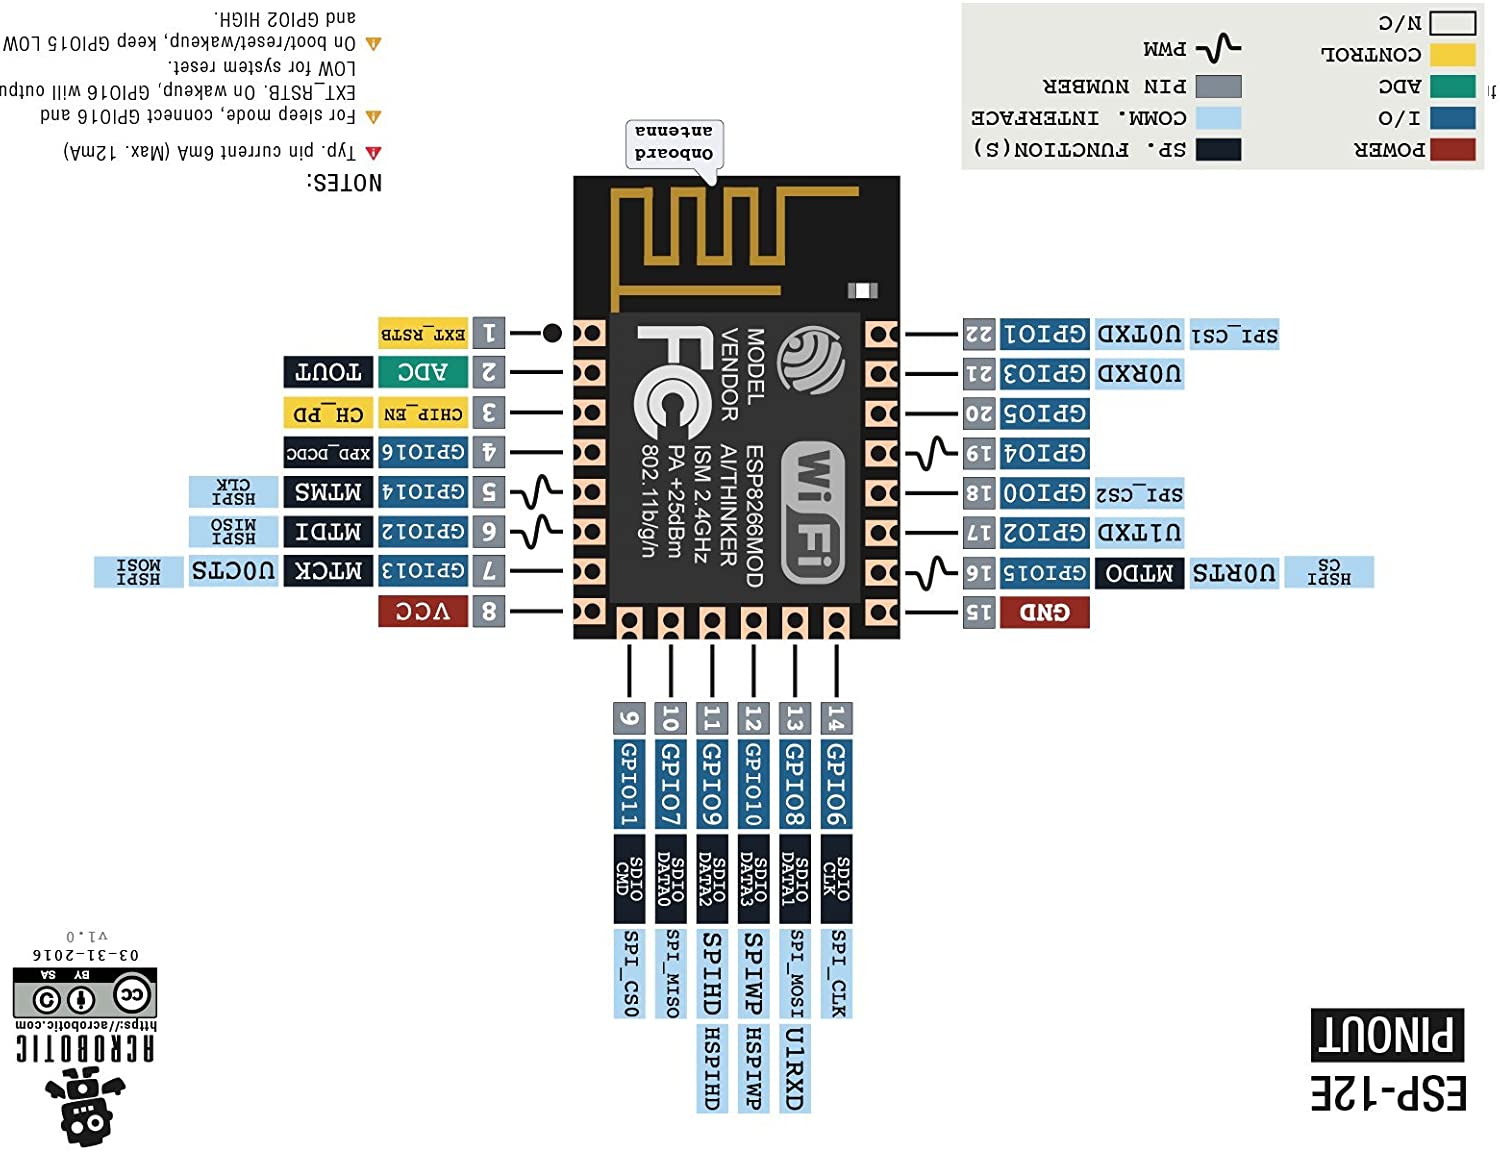 ESP-12E
PINOUT
ACROBOTIC
https://acrobotic.com
cc
BY SA
03-31-2016
v1.0
HSPIHD
HSPIWP
U1RXD
SPI_CS0
SPI_MISO
SPIHD
SPIWP
SPI_MOSI
SPI_CLK
SDIO
CMD
SDIO
DATA0
SDIO
DATA2
SDIO
DATA3
SDIO
DATA1
SDIO
CLK
GPIO11
GPIO7
GPIO9
GPIO10
GPIO8
GPIO6
9
10
11
12
13
14
15 GND
16 GPIO15 MTDO U0RTS HSPI
CS
17 GPIO2 U1TXD
18 GPIO0 SPI_CS2
19 GPIO4
20 GPIO5
21 GPIO3 U0RXD
22 GPIO1 U0TXD SPI_CS1
8 VCC
7 GPIO13 MTCK U0CTS HSPI
MOSI
6 GPIO12 MTDI HSPI
MISO
5 GPIO14 MTMS HSPI
CLK
4 GPIO16 XPD_DCDC
3 CHIP_EN CH_PD
2 ADC TOUT
1 EXT_RSTB
WiFi
FC
MODEL ESP8266MOD
VENDOR AI/THINKER
ISM 2.4GHz
PA +25dBm
802.11b/g/n
Onboard
antenna
POWER
I/O
ADC
CONTROL
N/C
SP. FUNCTION(S)
COMM. INTERFACE
PIN NUMBER
PWM
NOTES:
Typ. pin current 6mA (Max. 12mA)
For sleep mode, connect GPIO16 and
EXT_RSTB. On wakeup, GPIO16 will output
LOW for system reset.
On boot/reset/wakeup, keep GPIO15 LOW
and GPIO2 HIGH.